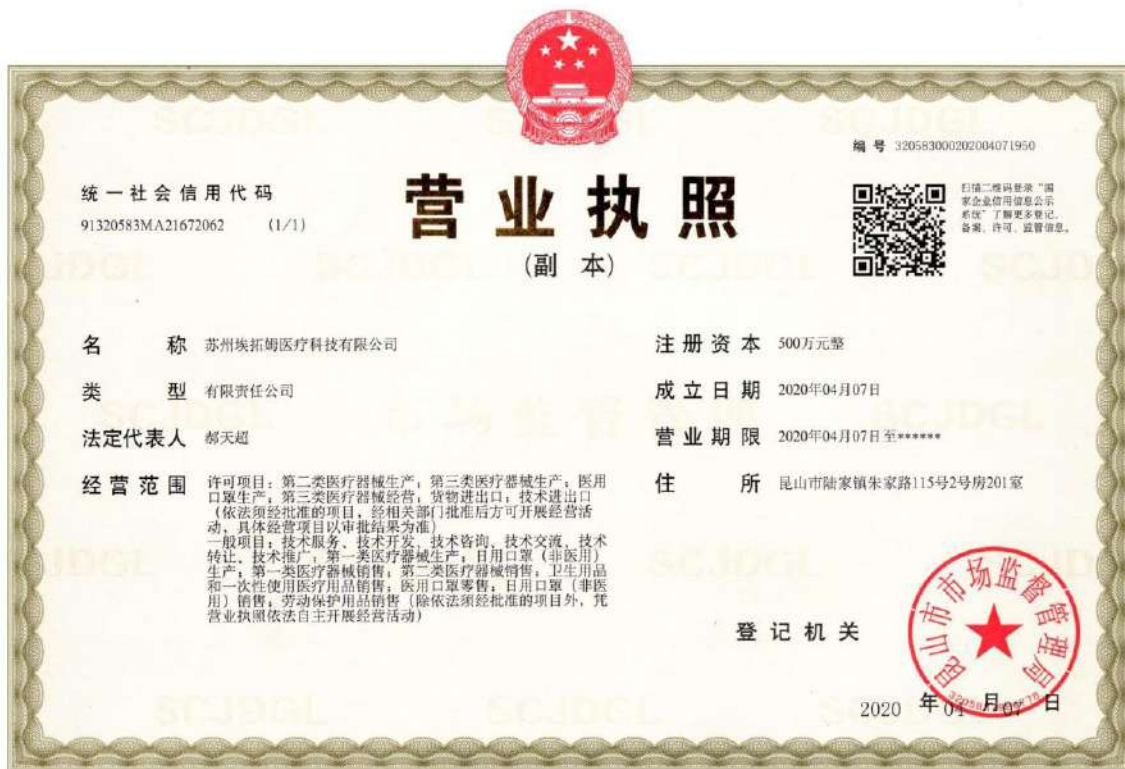 编号 320583000202004071950
统一社会信用代码
91320583MA21672062 (1/1)
营业执照
(副本)
扫描二维码登录“国
家企业信用信息公示
系统”了解更多登记、
备案、许可、监管信息。
名称 苏州埃拓姆医疗科技有限公司
类型 有限责任公司
法定代表人 郝天超
经营范围 许可项目：第二类医疗器械生产；第三类医疗器械生产；医用
口罩生产；第三类医疗器械经营；货物进出口；技术进出口
（依法须经批准的项目，经相关部门批准后方可开展经营活
动，具体经营项目以审批结果为准）
一般项目：技术服务、技术开发、技术咨询、技术交流、技术
转让、技术推广；第一类医疗器械生产；日用口罩（非医用）
生产；第一类医疗器械销售；第二类医疗器械销售；卫生用品
和一次性使用医疗用品销售；医用口罩零售；日用口罩（非医
用）销售；劳动保护用品销售（除依法须经批准的项目外，凭
营业执照依法自主开展经营活动）
注册资本 500万元整
成立日期 2020年04月07日
营业期限 2020年04月07日至******
住所 昆山市陆家镇朱家路115号2号房201室
登记机关
昆山市市场监督管理局
2020 年 04 月 07 日
SCJDGL